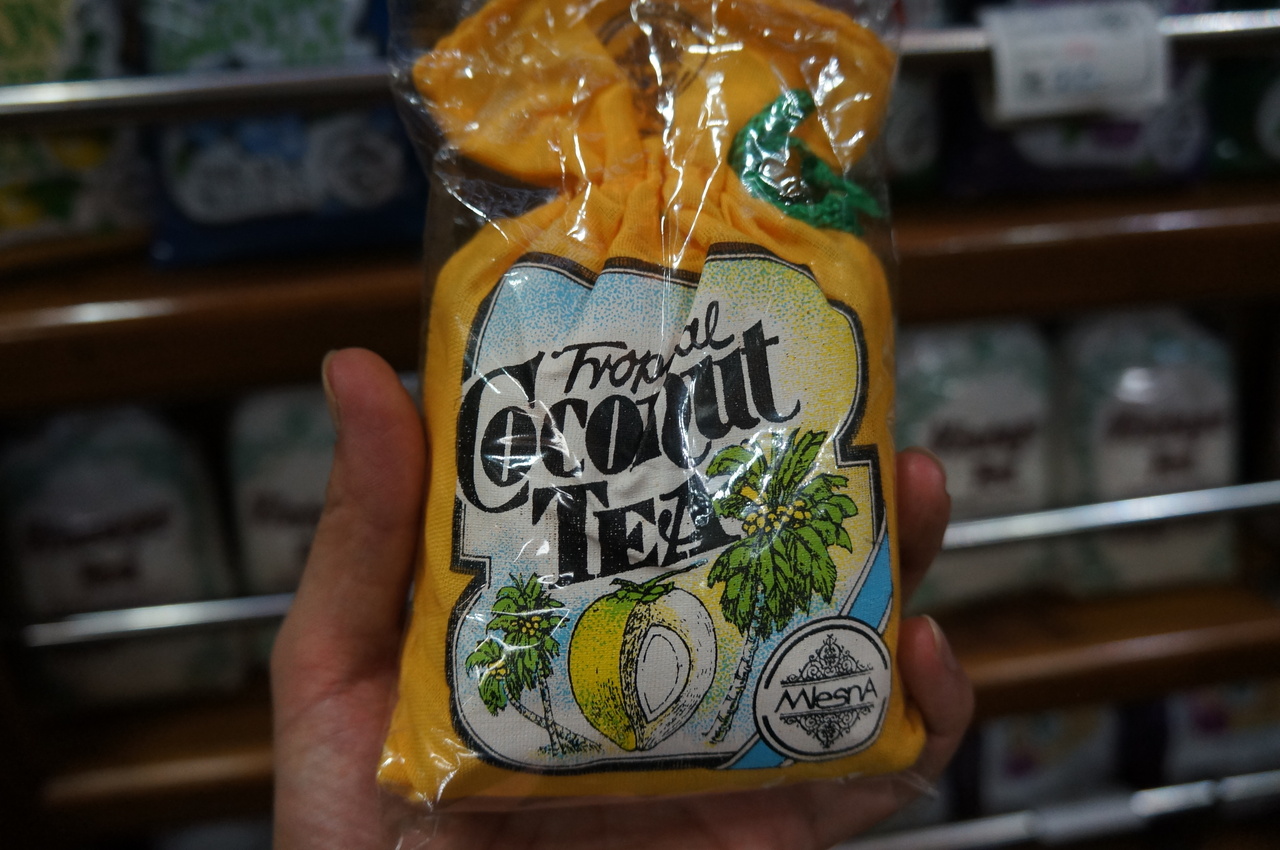 Tropical
Coconut
TEA
MlesnA